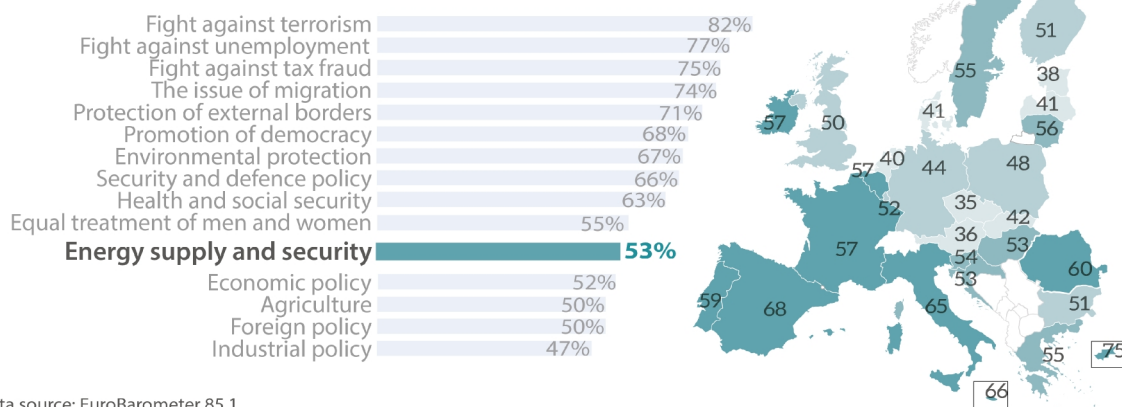 Fight against terrorism 82%
Fight against unemployment 77%
Fight against tax fraud 75%
The issue of migration 74%
Protection of external borders 71%
Promotion of democracy 68%
Environmental protection 67%
Security and defence policy 66%
Health and social security 63%
Equal treatment of men and women 55%
Energy supply and security 53%
Economic policy 52%
Agriculture 50%
Foreign policy 50%
Industrial policy 47%
ta source: EuroBarometer 85.1
51
55
38
41
41
56
57
50
57
40
44
48
52
35
42
36
57
54
53
53
60
59
68
65
51
55
75
66